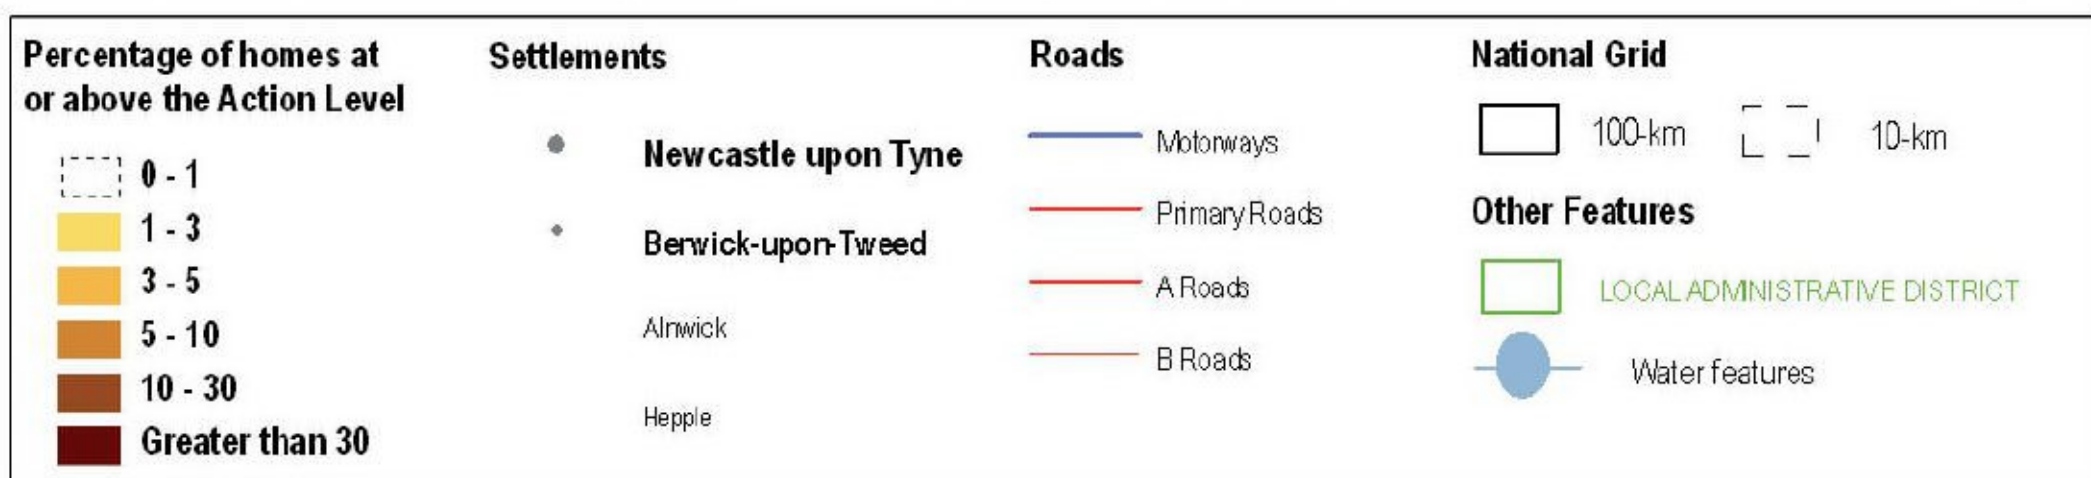 Percentage of homes at
or above the Action Level
0 - 1
1 - 3
3 - 5
5 - 10
10 - 30
Greater than 30
Settlements
Newcastle upon Tyne
Berwick-upon-Tweed
Alnwick
Hepple
Roads
Motorways
Primary Roads
A Roads
B Roads
National Grid
100-km
10-km
Other Features
LOCAL ADMINISTRATIVE DISTRICT
Water features